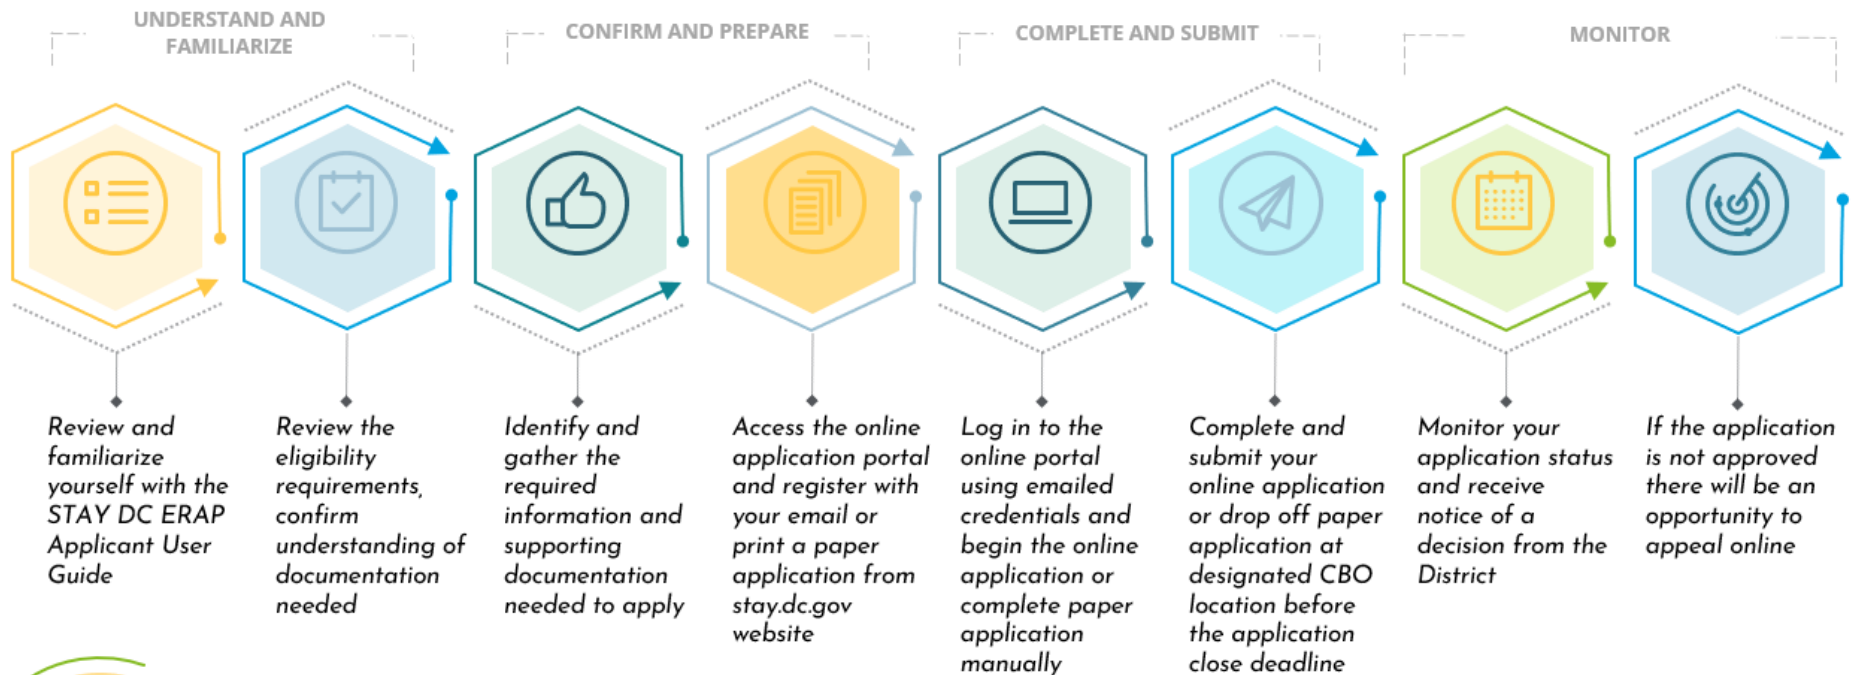 UNDERSTAND AND
FAMILIARIZE
CONFIRM AND PREPARE
COMPLETE AND SUBMIT
MONITOR
Review and
familiarize
yourself with the
STAY DC ERAP
Applicant User
Guide
Review the
eligibility
requirements,
confirm
understanding of
documentation
needed
Identify and
gather the
required
information and
supporting
documentation
needed to apply
Access the online
application portal
and register with
your email or
print a paper
application from
stay.dc.gov
website
Log in to the
online portal
using emailed
credentials and
begin the online
application or
complete paper
application
manually
Complete and
submit your
online application
or drop off paper
application at
designated CBO
location before
the application
close deadline
Monitor your
application status
and receive
notice of a
decision from the
District
If the application
is not approved
there will be an
opportunity to
appeal online